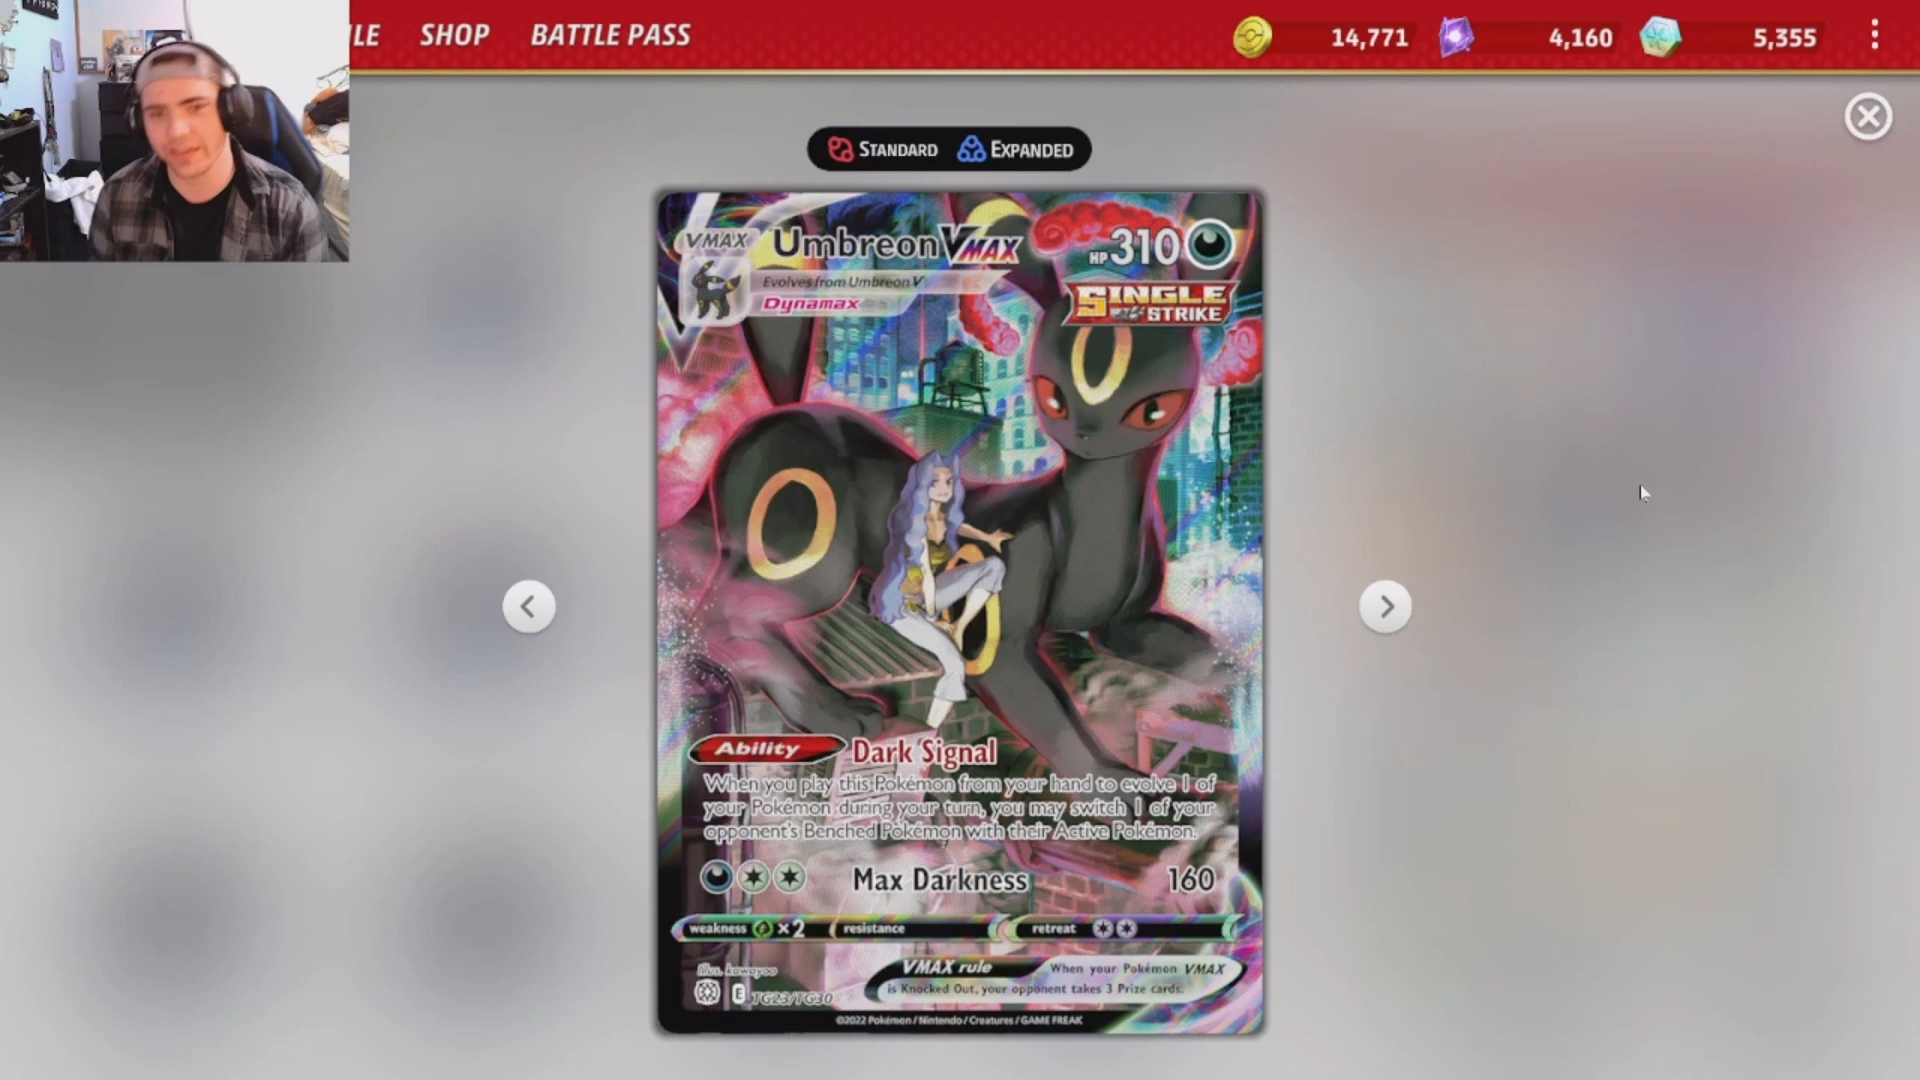 LE SHOP BATTLE PASS 14,771 4,160 5,355
STANDARD EXPANDED
VMAX Umbreon VMAX HP 310
Evolves from Umbreon V
Dynamax
SINGLE
STRIKE
Ability Dark Signal
When you play this Pokémon from your hand to evolve 1 of
your Pokémon during your turn, you may switch 1 of your
opponent's Benched Pokémon with their Active Pokémon.
Max Darkness 160
weakness ×2 resistance retreat
Illus. kawayoo
VMAX rule When your Pokémon VMAX
is Knocked Out, your opponent takes 3 Prize cards.
E TG23/TG30
©2022 Pokémon / Nintendo / Creatures / GAME FREAK